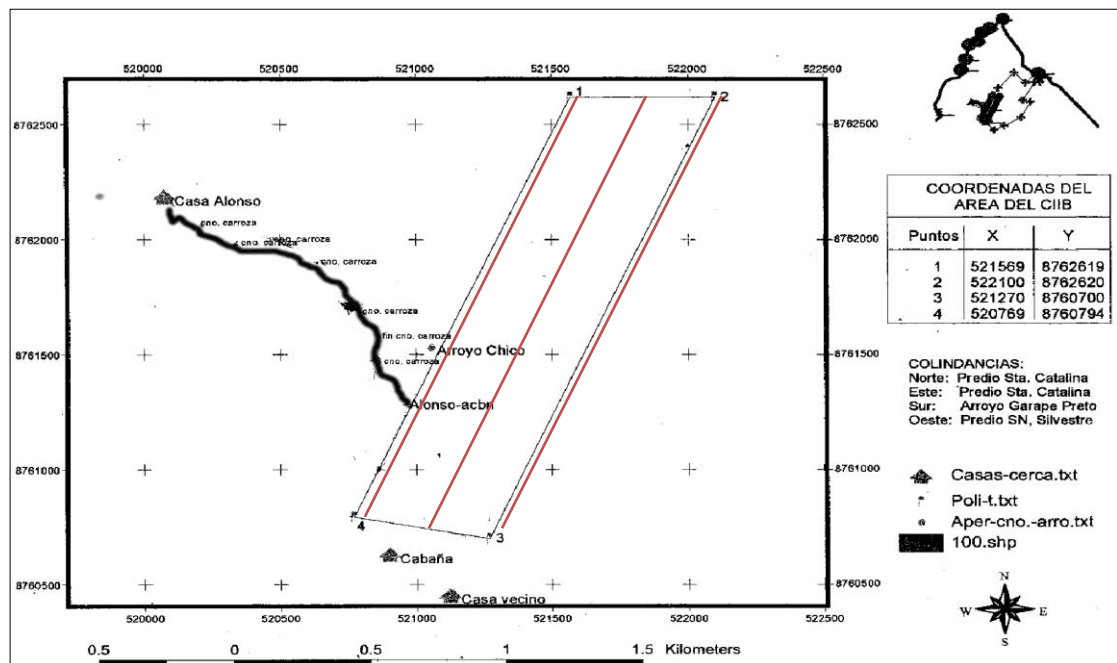 520000 520500 521000 521500 522000 522500
8762500
8762000
8761500
8761000
8760500
8762500
8762000
8761500
8761000
8760500
1
2
Casa Alonso
cno. carroza
cno. carroza
cno. carroza
cno. carroza
fin cno. carroza
cno. carroza
Arroyo Chico
Alonso-acbn
4
3
Cabaña
Casa vecino
520000 520500 521000 521500 522000 522500
0.5 0 0.5 1 1.5 Kilometers
COORDENADAS DEL
AREA DEL CIIB
Puntos X Y
1 521569 8762619
2 522100 8762620
3 521270 8760700
4 520769 8760794
COLINDANCIAS:
Norte: Predio Sta. Catalina
Este: Predio Sta. Catalina
Sur: Arroyo Garape Preto
Oeste: Predio SN, Silvestre
Casas-cerca.txt
Poli-t.txt
Aper-cno.-arro.txt
100.shp
N
W E
S